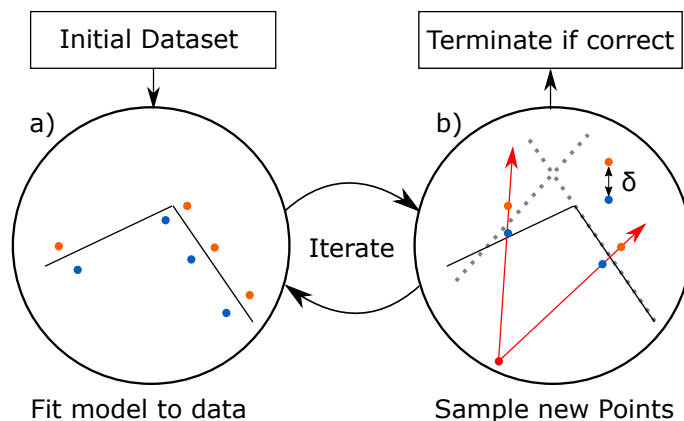 Initial Dataset
Terminate if correct
a)
b)
δ
Iterate
Fit model to data
Sample new Points